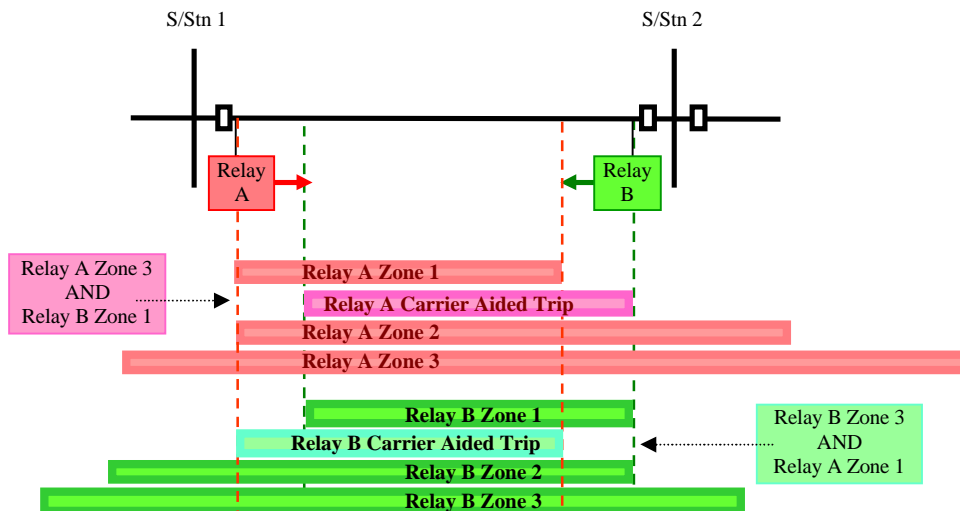 S/Stn 1
S/Stn 2
Relay
A
Relay
B
Relay A Zone 1
Relay A Zone 3
AND
Relay B Zone 1
Relay A Carrier Aided Trip
Relay A Zone 2
Relay A Zone 3
Relay B Zone 1
Relay B Zone 3
AND
Relay A Zone 1
Relay B Carrier Aided Trip
Relay B Zone 2
Relay B Zone 3